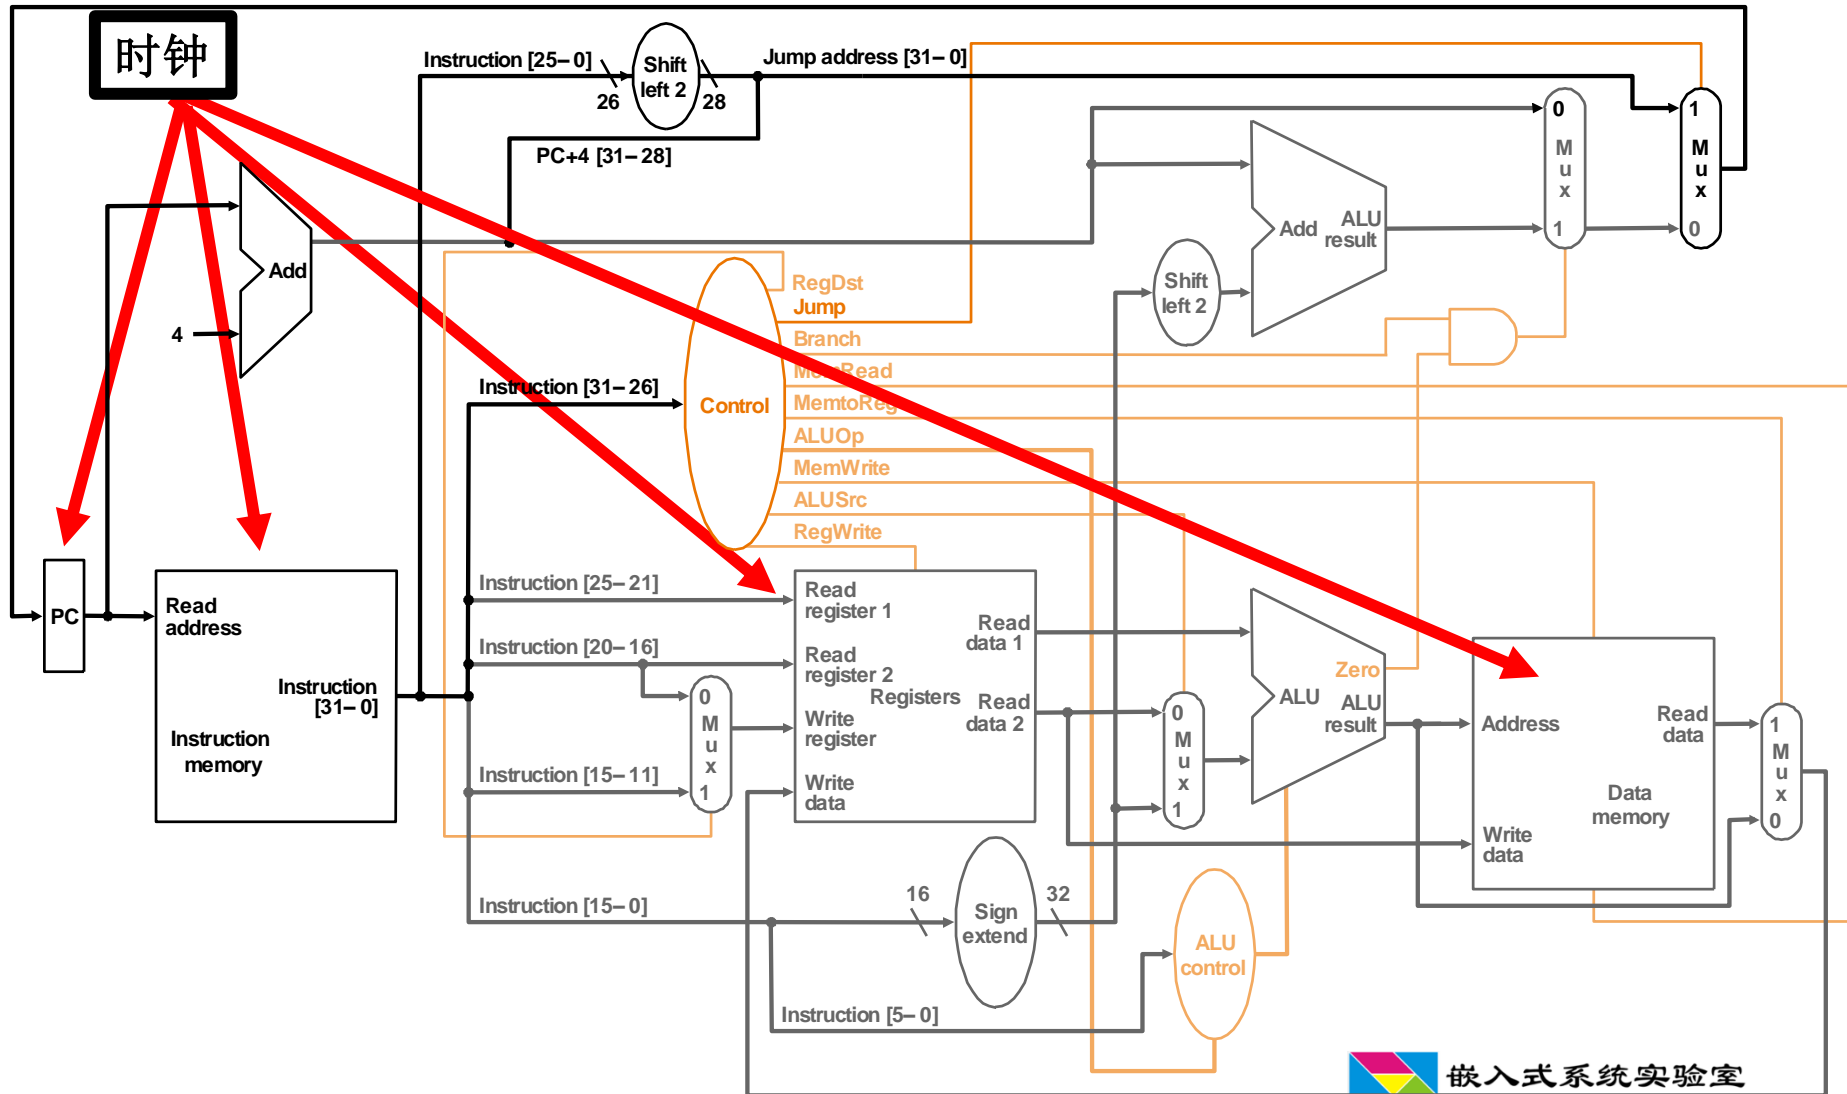 时钟
Instruction [25–0]
26
Shift
left 2
28
Jump address [31–0]
PC+4 [31–28]
Add
4
0
M
u
x
1
1
M
u
x
0
Add
ALU
result
Shift
left 2
RegDst
Jump
Branch
MemRead
MemtoReg
ALUOp
MemWrite
ALUSrc
RegWrite
Control
Instruction [31–26]
PC
Read
address
Instruction
[31–0]
Instruction
memory
Instruction [25–21]
Instruction [20–16]
Instruction [15–11]
Instruction [15–0]
Instruction [5–0]
0
M
u
x
1
Read
register 1
Read
register 2
Write
register
Write
data
Registers
Read
data 1
Read
data 2
0
M
u
x
1
Zero
ALU
ALU
result
Address
Write
data
Read
data
Data
memory
1
M
u
x
0
16
Sign
extend
32
ALU
control
嵌入式系统实验室